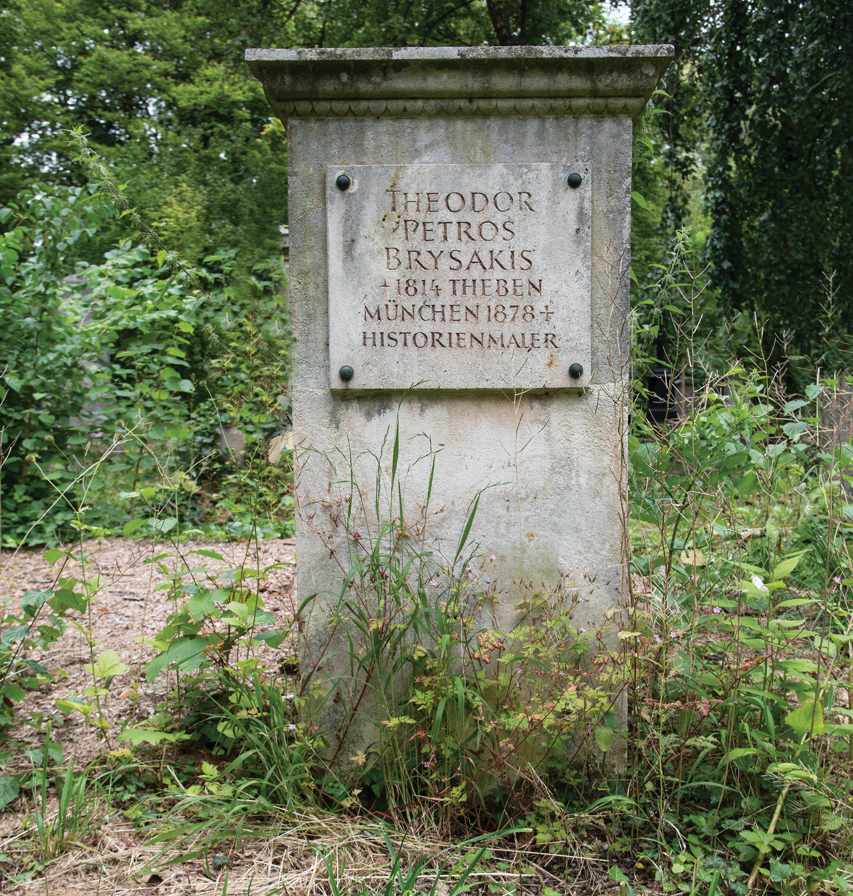 THEODOR
PETROS
BRYSAKIS
+1814 THEBEN
MÜNCHEN 1878+
HISTORIENMALER